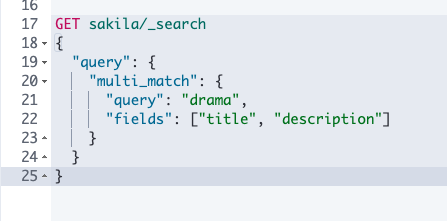 16
17 GET sakila/_search
18 {
19 "query": {
20 "multi_match": {
21 "query": "drama",
22 "fields": ["title", "description"]
23 }
24 }
25 }